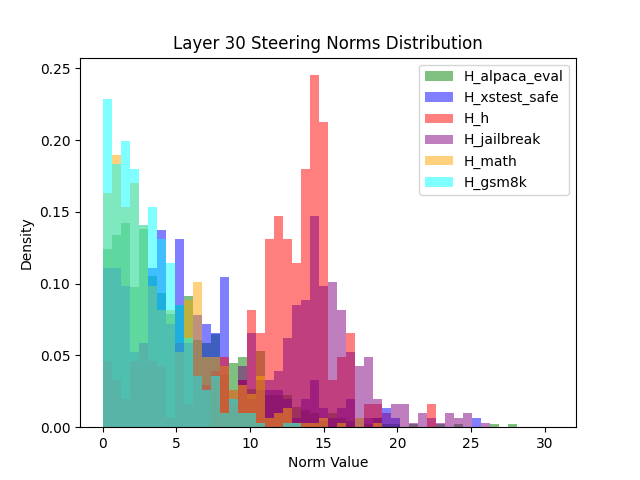 Layer 30 Steering Norms Distribution
0.25
0.20
0.15
0.10
0.05
0.00
Density
H_alpaca_eval
H_xstest_safe
H_h
H_jailbreak
H_math
H_gsm8k
0 5 10 15 20 25 30
Norm Value